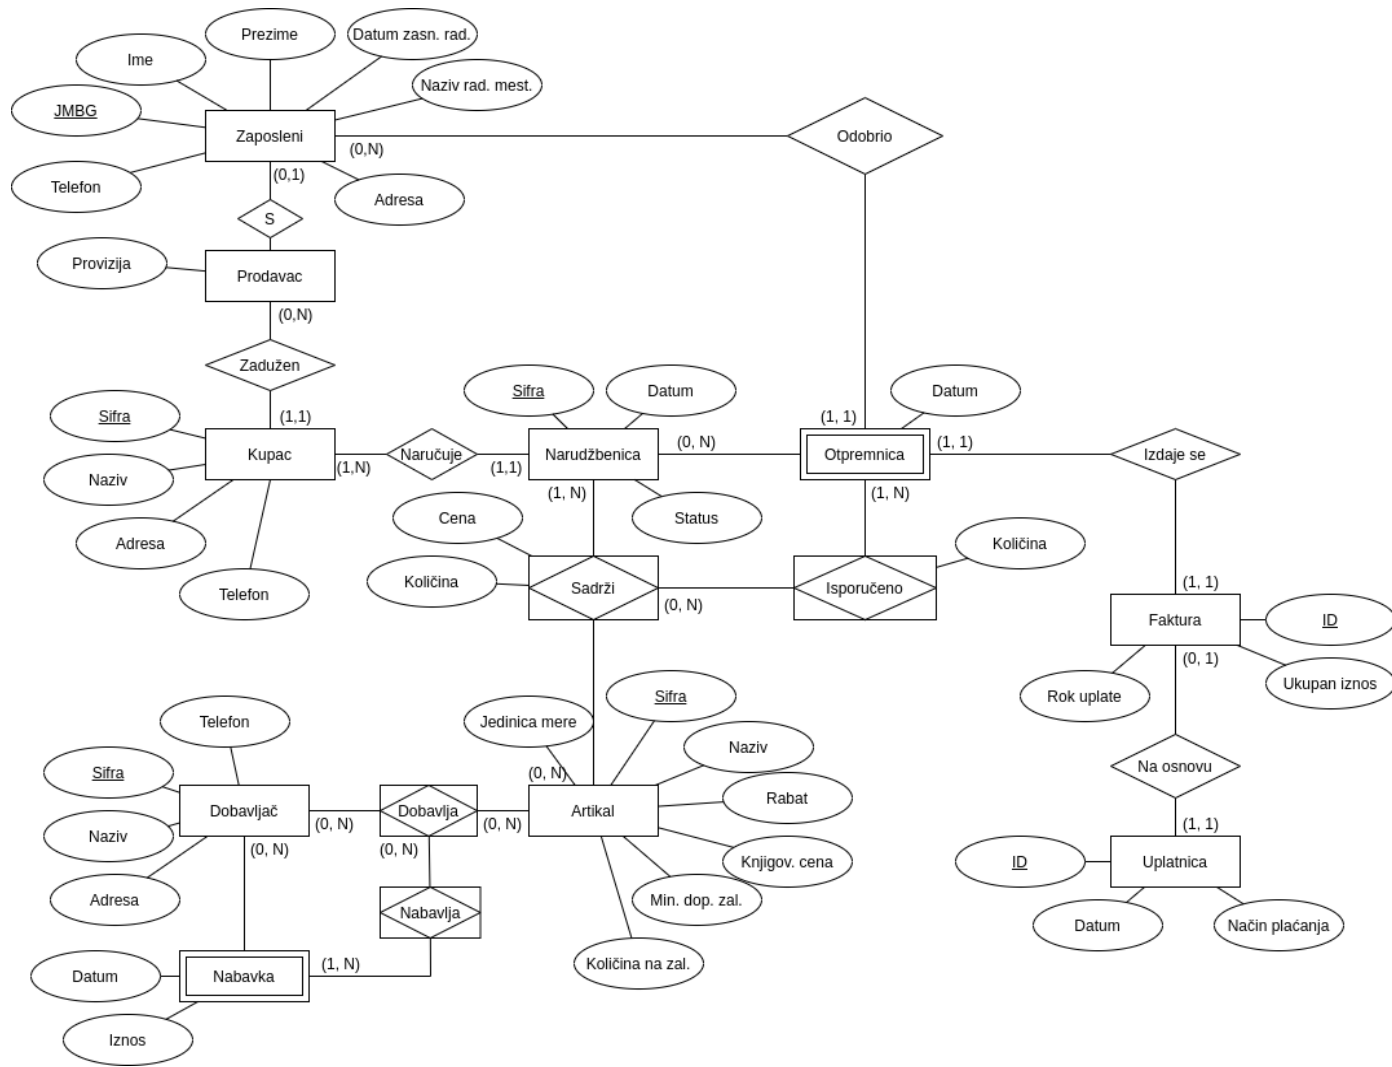 Prezime
Datum zasn. rad.
Ime
Naziv rad. mest.
JMBG
Zaposleni
(0,N)
Odobrio
(0,1)
Telefon
Adresa
S
Provizija
Prodavac
(0,N)
Zadužen
Sifra
(1,1)
Sifra
Datum
(1, 1)
Datum
Kupac
(1,N)
Naručuje
(1,1)
Narudžbenica
(0, N)
Otpremnica
(1, 1)
Izdaje se
Naziv
(1, N)
(1, N)
Cena
Status
Adresa
Količina
Količina
Sadrži
(0, N)
Isporučeno
(1, 1)
Telefon
Faktura
ID
(0, 1)
Ukupan iznos
Rok uplate
Sifra
Telefon
Jedinica mere
Naziv
Sifra
(0, N)
Na osnovu
Rabat
Dobavljač
(0, N)
Dobavlja
(0, N)
Artikal
(1, 1)
Naziv
(0, N)
(0, N)
Knjigov. cena
ID
Uplatnica
Adresa
Nabavlja
Min. dop. zal.
Datum
Način plaćanja
Količina na zal.
Datum
Nabavka
(1, N)
Iznos